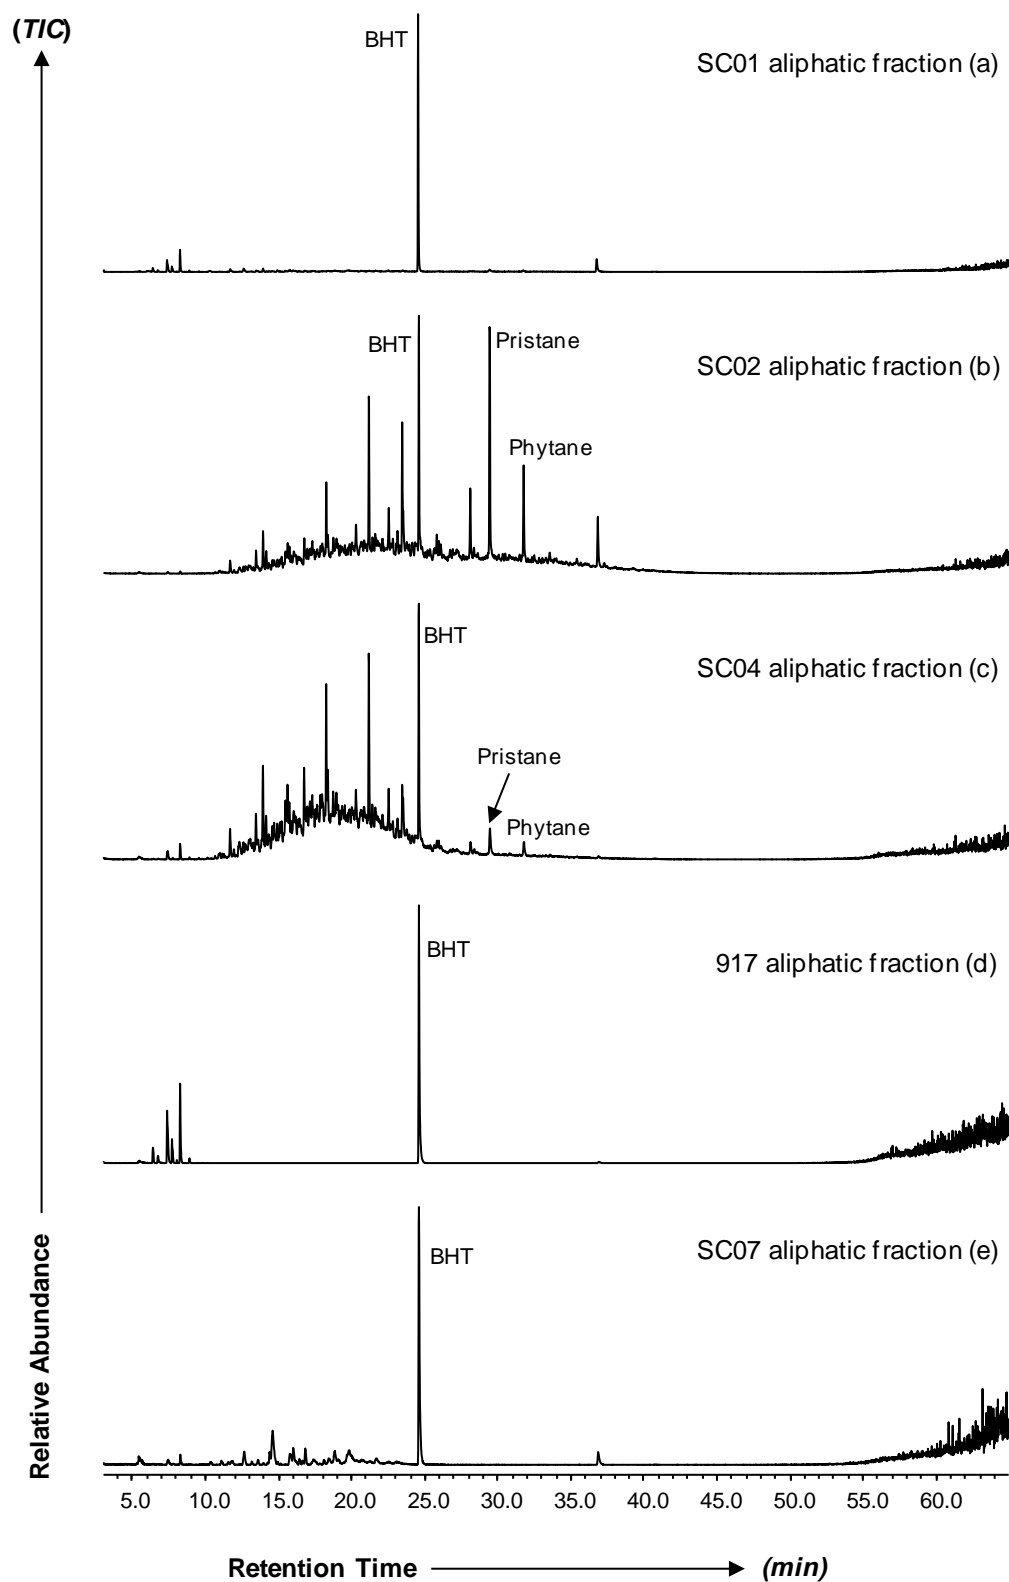 (TIC)
BHT
SC01 aliphatic fraction (a)
BHT
Pristane
SC02 aliphatic fraction (b)
Phytane
BHT
SC04 aliphatic fraction (c)
Pristane
Phytane
BHT
917 aliphatic fraction (d)
BHT
SC07 aliphatic fraction (e)
Relative Abundance
5.0 10.0 15.0 20.0 25.0 30.0 35.0 40.0 45.0 50.0 55.0 60.0
Retention Time (min)